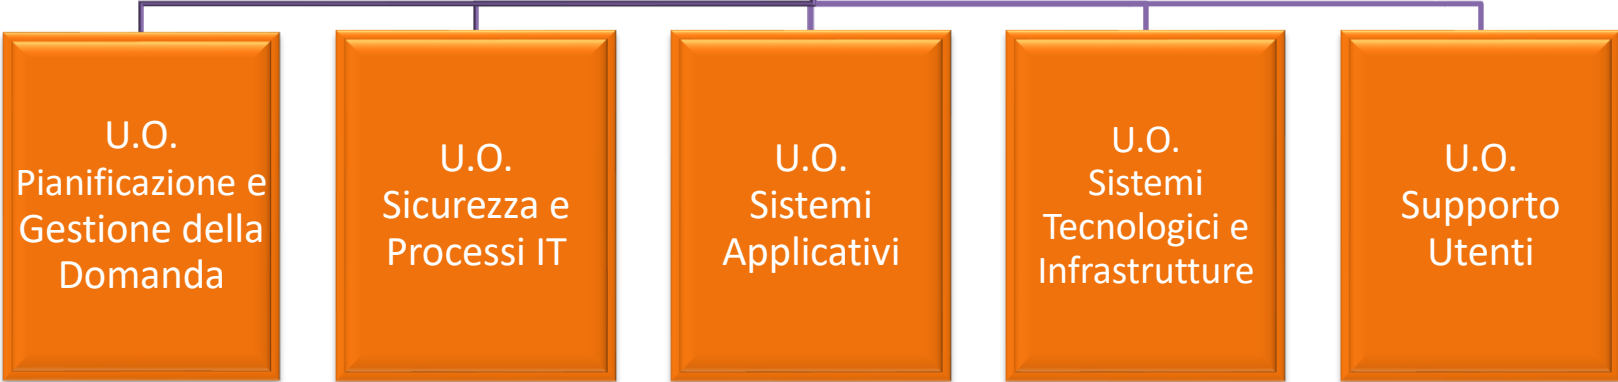 U.O.
Pianificazione e
Gestione della
Domanda
U.O.
Sicurezza e
Processi IT
U.O.
Sistemi
Applicativi
U.O.
Sistemi
Tecnologici e
Infrastrutture
U.O.
Supporto
Utenti